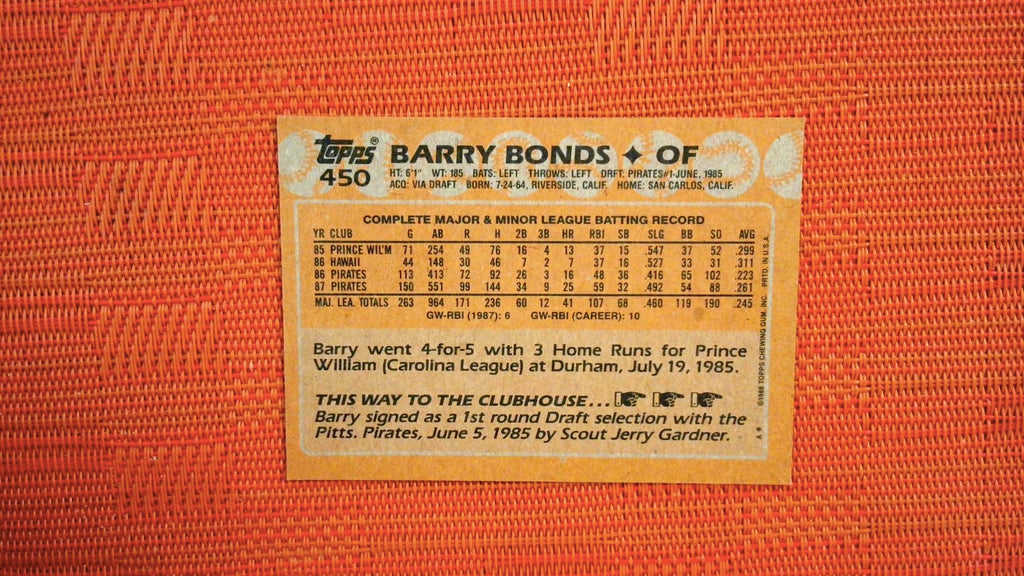 Topps®
450
BARRY BONDS ✦ OF
HT: 6'1" WT: 185 BATS: LEFT THROWS: LEFT DRFT: PIRATES#1-JUNE, 1985
ACQ: VIA DRAFT BORN: 7-24-64, RIVERSIDE, CALIF. HOME: SAN CARLOS, CALIF.
COMPLETE MAJOR & MINOR LEAGUE BATTING RECORD
YR CLUB G AB R H 2B 3B HR RBI SB SLG BB SO AVG
85 PRINCE WIL'M 71 254 49 76 16 4 13 37 15 .547 37 52 .299
86 HAWAII 44 148 30 46 7 2 7 37 16 .527 33 31 .311
86 PIRATES 113 413 72 92 26 3 16 48 36 .416 65 102 .223
87 PIRATES 150 551 99 144 34 9 25 59 32 .492 54 88 .261
MAJ. LEA. TOTALS 263 964 171 236 60 12 41 107 68 .460 119 190 .245
GW-RBI (1987): 6 GW-RBI (CAREER): 10
Barry went 4-for-5 with 3 Home Runs for Prince
William (Carolina League) at Durham, July 19, 1985.
THIS WAY TO THE CLUBHOUSE...
Barry signed as a 1st round Draft selection with the
Pitts. Pirates, June 5, 1985 by Scout Jerry Gardner.
A* ©1988 TOPPS CHEWING GUM, INC. PRTD. IN U.S.A.